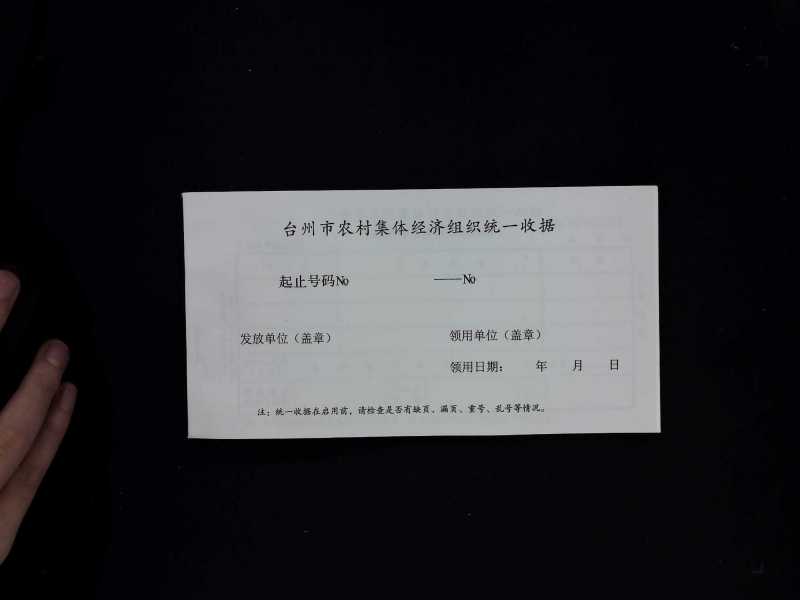 台州市农村集体经济组织统一收据
起止号码№ ——№
发放单位（盖章） 领用单位（盖章）
领用日期： 年 月 日
注：统一收据在启用前，请检查是否有缺页、漏页、重号、乱号等情况。